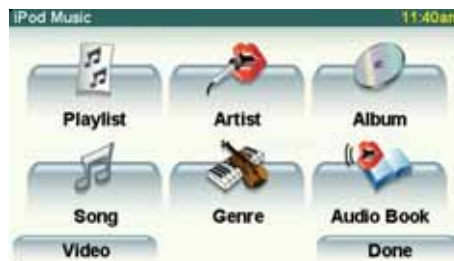 iPod Music 11:40am
Playlist Artist Album
Song Genre Audio Book
Video Done